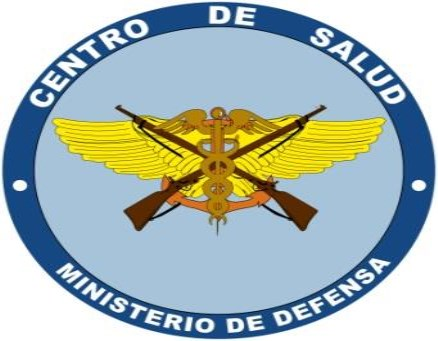 CENTRO DE SALUD
MINISTERIO DE DEFENSA